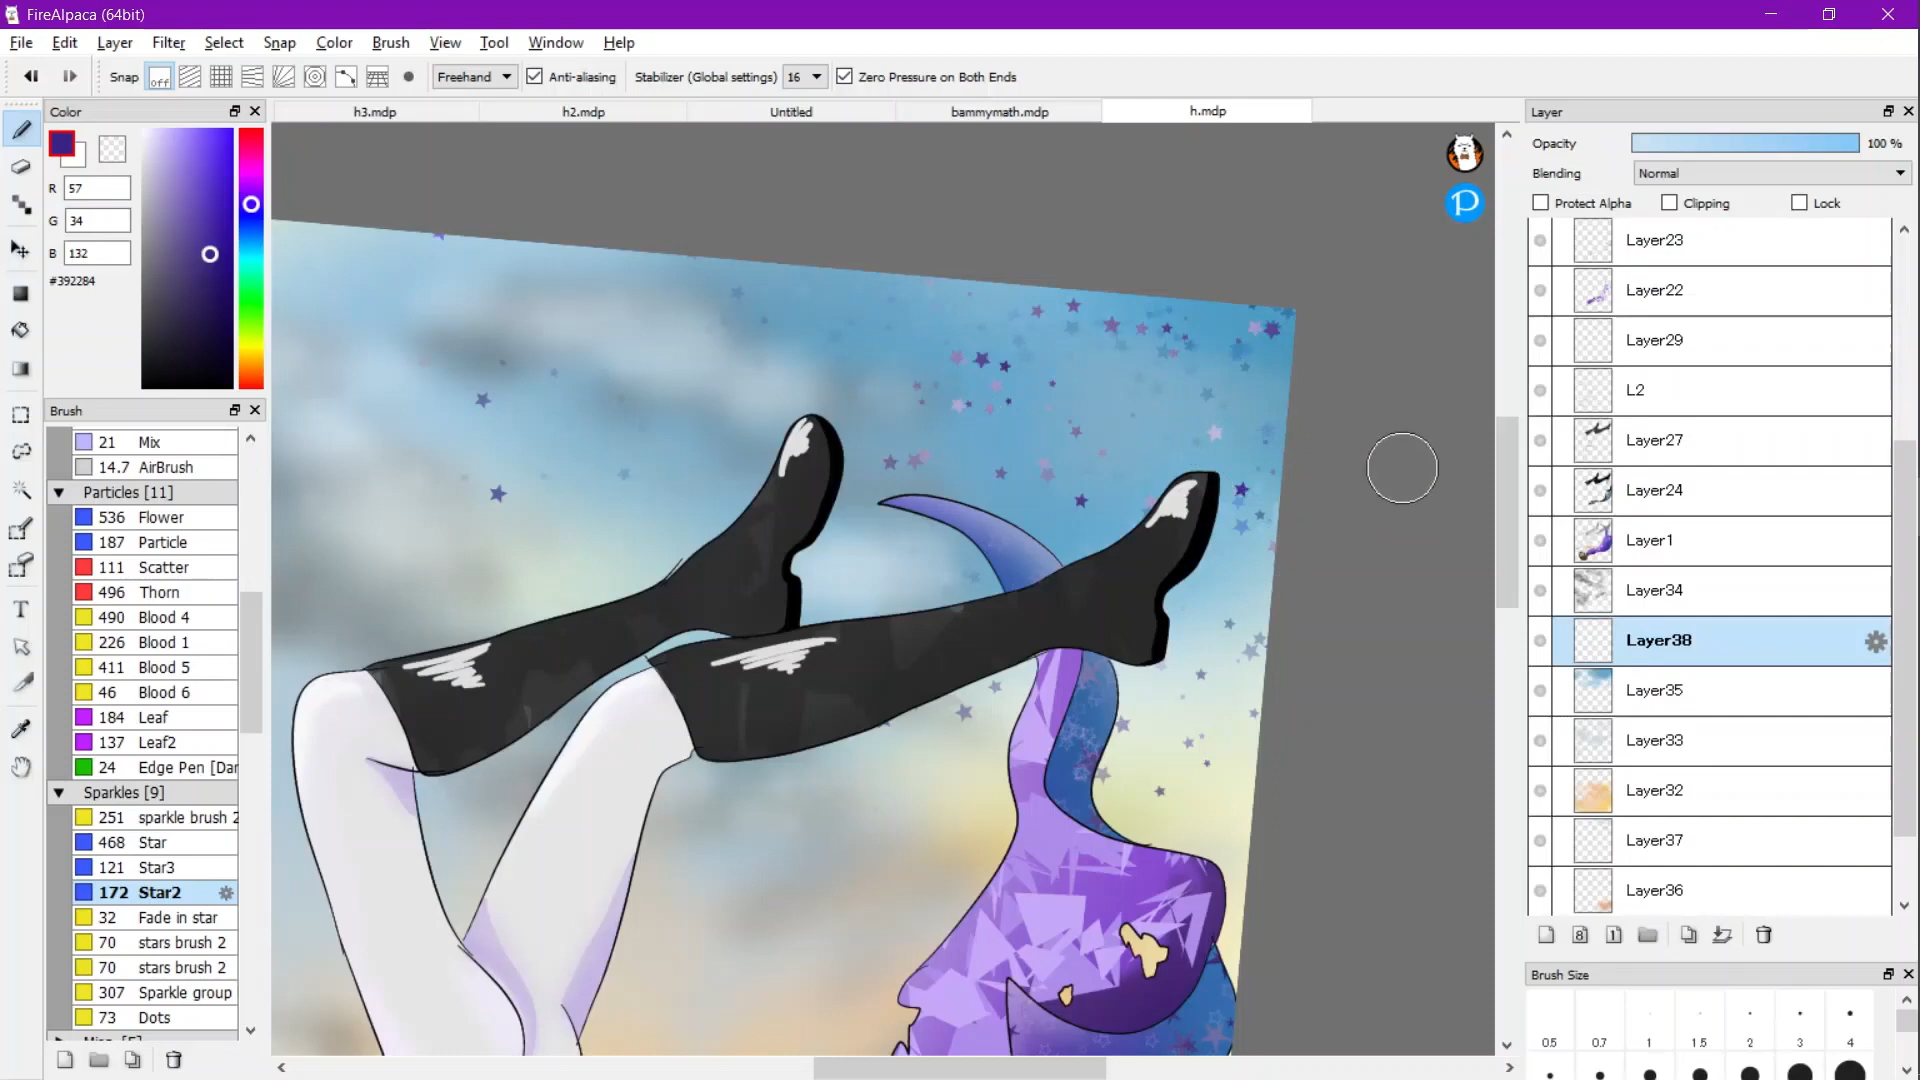 FireAlpaca (64bit)
File Edit Layer Filter Select Snap Color Brush View Tool Window Help
Snap off Freehand Anti-aliasing Stabilizer (Global settings) 16 Zero Pressure on Both Ends
Color
R 57
G 34
B 132
#392284
Brush
21 Mix
14.7 AirBrush
Particles [11]
536 Flower
187 Particle
111 Scatter
496 Thorn
490 Blood 4
226 Blood 1
411 Blood 5
46 Blood 6
184 Leaf
137 Leaf2
24 Edge Pen [Dar
Sparkles [9]
251 sparkle brush 2
468 Star
121 Star3
172 Star2
32 Fade in star
70 stars brush 2
70 stars brush 2
307 Sparkle group
73 Dots
h3.mdp h2.mdp Untitled bammymath.mdp h.mdp
P
Layer
Opacity 100 %
Blending Normal
Protect Alpha Clipping Lock
Layer23
Layer22
Layer29
L2
Layer27
Layer24
Layer1
Layer34
Layer38
Layer35
Layer33
Layer32
Layer37
Layer36
8 1
Brush Size
0.5 0.7 1 1.5 2 3 4